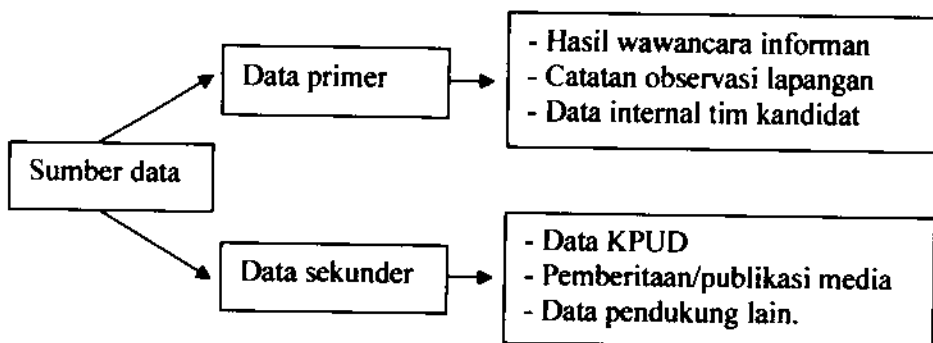 Data primer
- Hasil wawancara informan
- Catatan observasi lapangan
- Data internal tim kandidat
Sumber data
Data sekunder
- Data KPUD
- Pemberitaan/publikasi media
- Data pendukung lain.